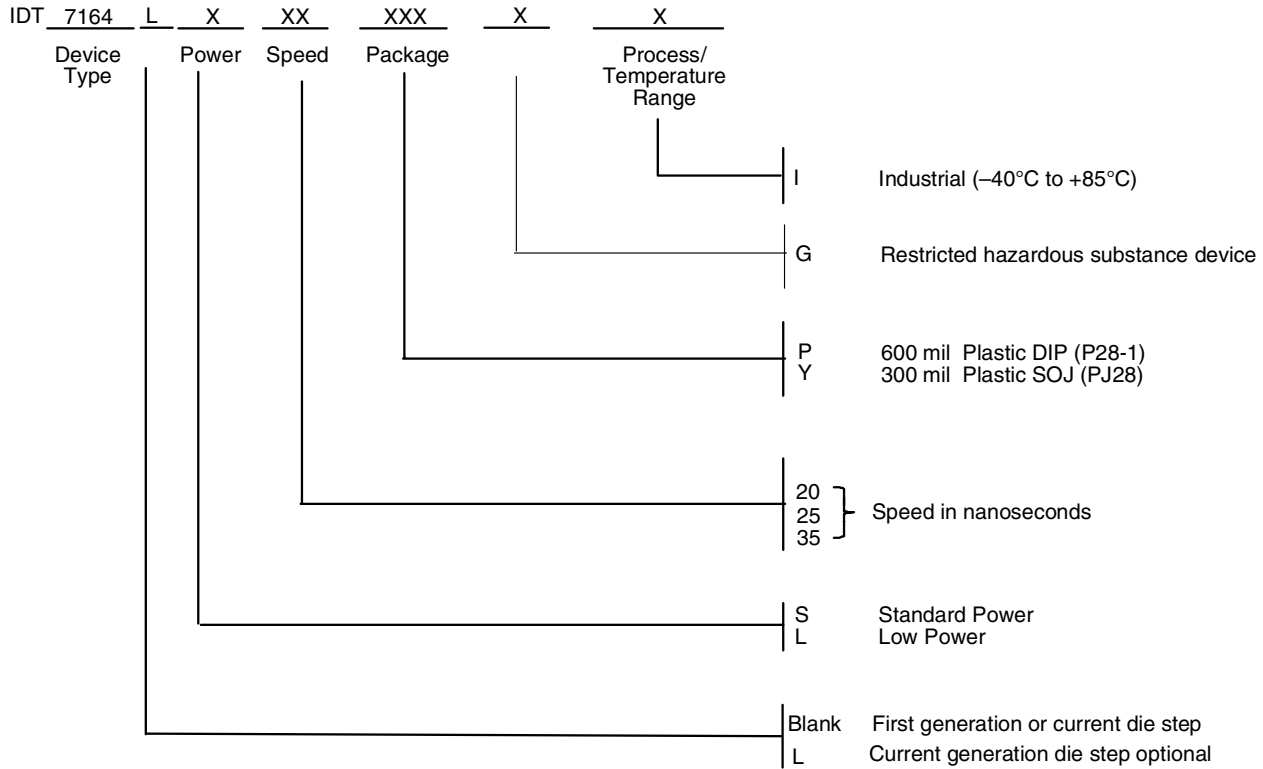 IDT 7164 L X XX XXX X X
Device Type
Power
Speed
Package
Process/
Temperature
Range
I Industrial (–40°C to +85°C)
G Restricted hazardous substance device
P 600 mil Plastic DIP (P28-1)
Y 300 mil Plastic SOJ (PJ28)
20
25
35
Speed in nanoseconds
S Standard Power
L Low Power
Blank First generation or current die step
L Current generation die step optional